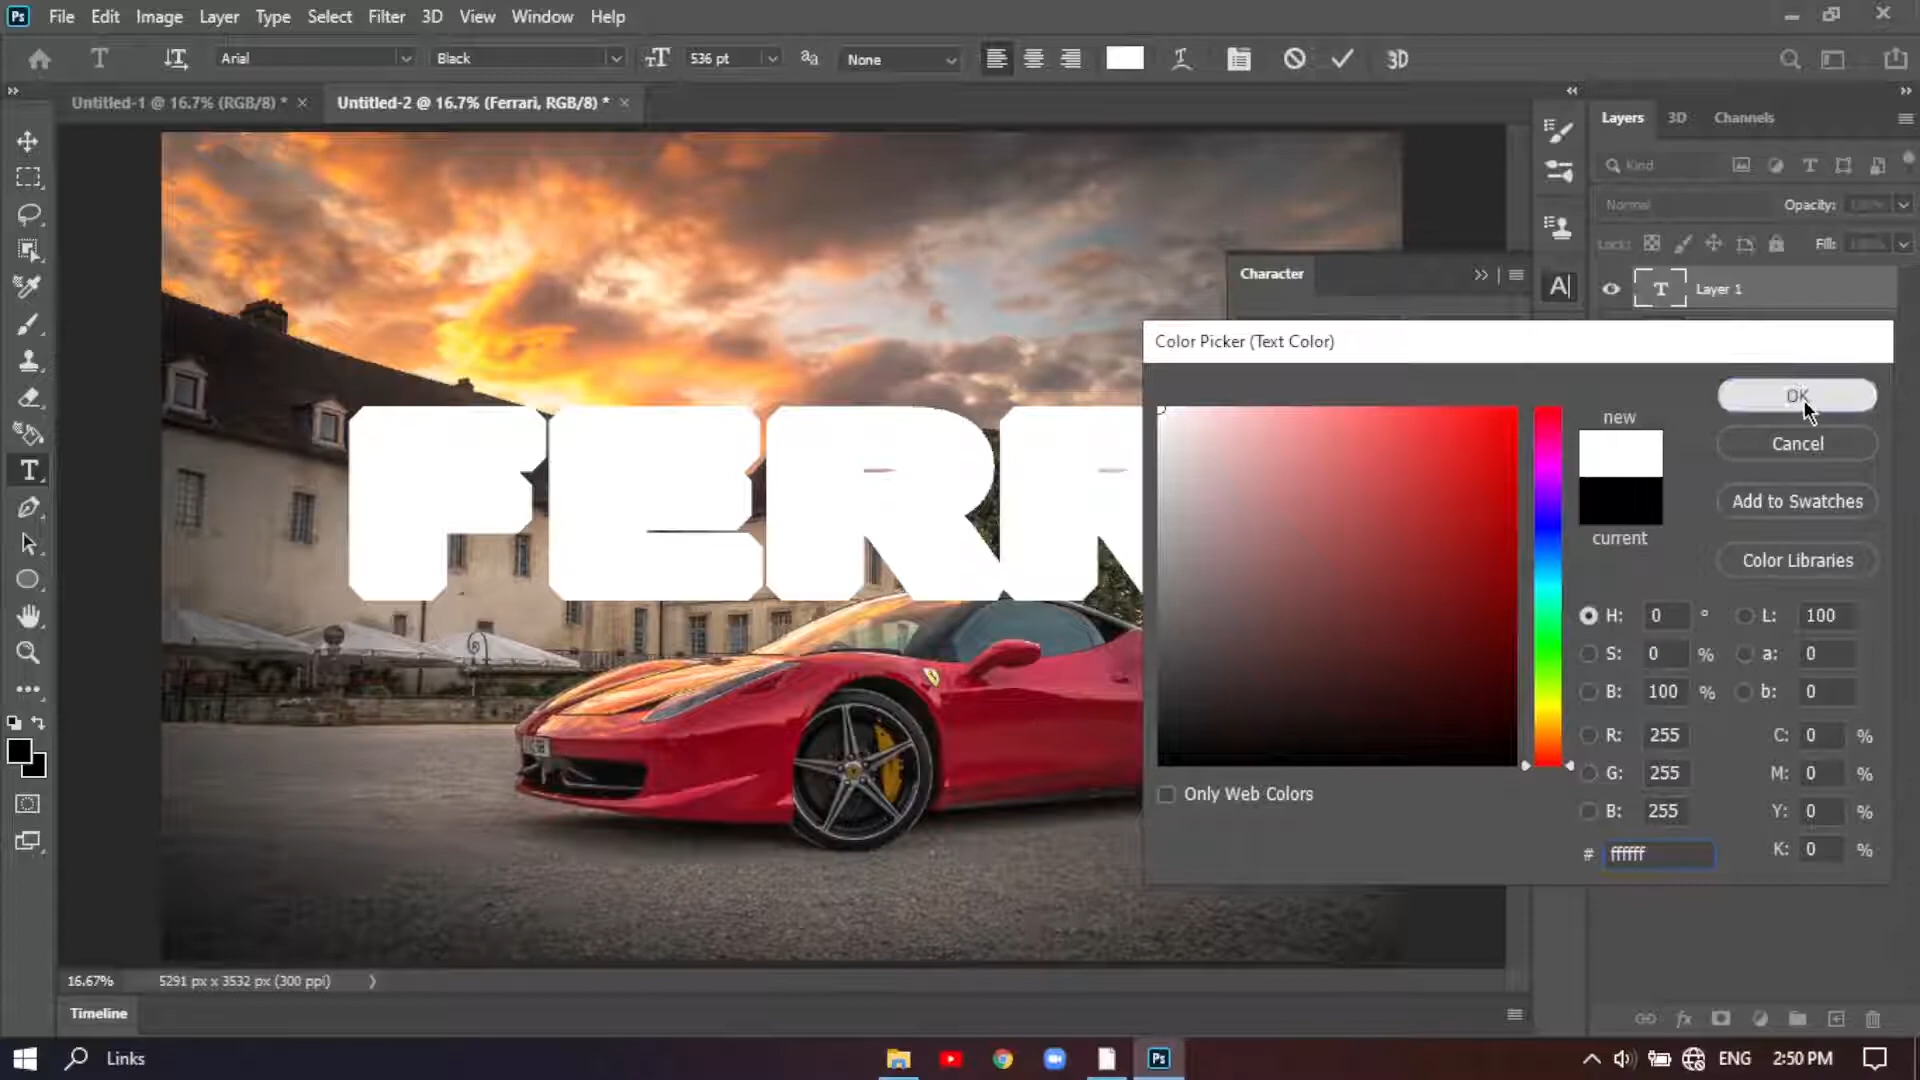 Ps File Edit Image Layer Type Select Filter 3D View Window Help
T Arial Black 536 pt None 3D
Untitled-1 @ 16.7% (RGB/8) * × Untitled-2 @ 16.7% (Ferrari, RGB/8) * ×
Layers 3D Channels
Kind
Normal Opacity: 100%
Lock: Fill: 100%
Character
T Layer 1
Color Picker (Text Color)
FERR
OK
new
Cancel
Add to Swatches
current
Color Libraries
H: 0 ° L: 100
S: 0 % a: 0
B: 100 % b: 0
R: 255 C: 0 %
G: 255 M: 0 %
Only Web Colors
B: 255 Y: 0 %
# ffffff K: 0 %
16.67% 5291 px x 3532 px (300 ppi)
Timeline
Links
Ps
ENG 2:50 PM